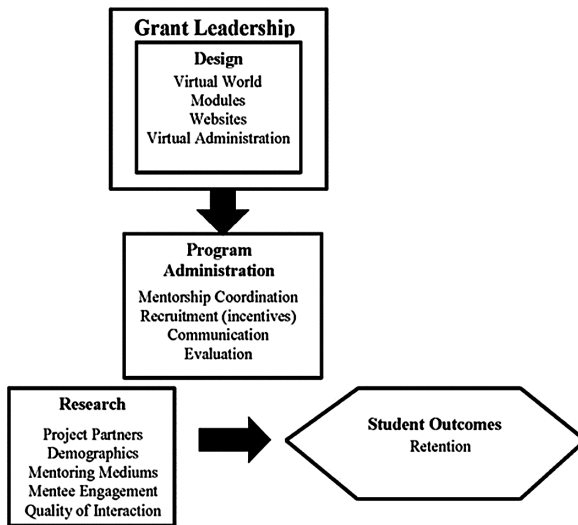 Grant Leadership
Design
Virtual World
Modules
Websites
Virtual Administration
Program
Administration
Mentorship Coordination
Recruitment (incentives)
Communication
Evaluation
Research
Project Partners
Demographics
Mentoring Mediums
Mentee Engagement
Quality of Interaction
Student Outcomes
Retention